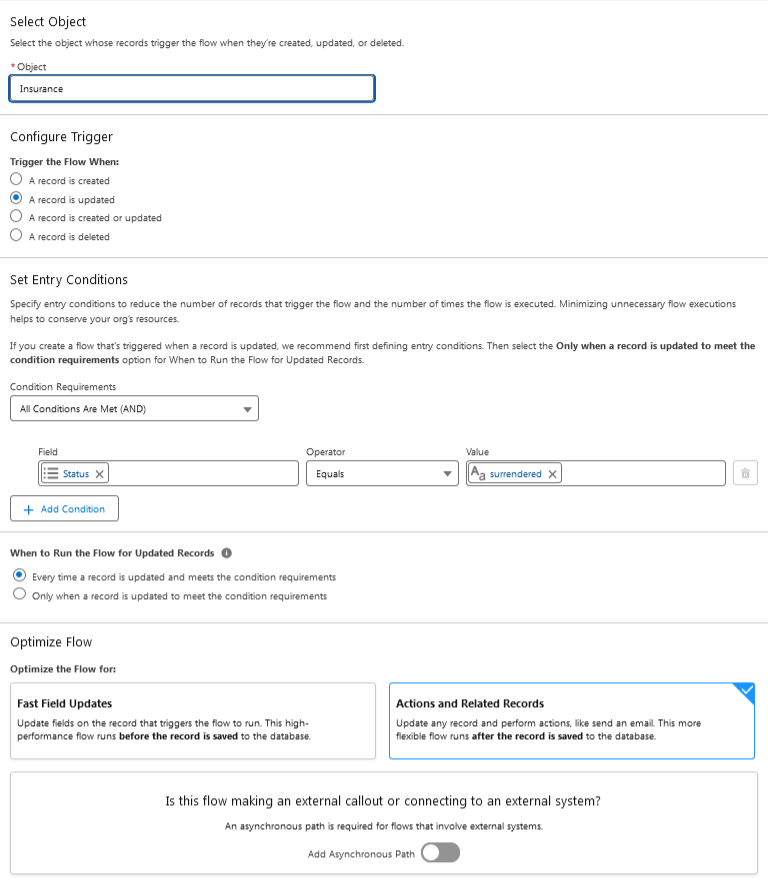 Select Object
Select the object whose records trigger the flow when they're created, updated, or deleted.
* Object
Insurance
Configure Trigger
Trigger the Flow When:
A record is created
A record is updated
A record is created or updated
A record is deleted
Set Entry Conditions
Specify entry conditions to reduce the number of records that trigger the flow and the number of times the flow is executed. Minimizing unnecessary flow executions
helps to conserve your org's resources.
If you create a flow that's triggered when a record is updated, we recommend first defining entry conditions. Then select the Only when a record is updated to meet the
condition requirements option for When to Run the Flow for Updated Records.
Condition Requirements
All Conditions Are Met (AND)
Field Operator Value
Status Equals Aa surrendered
+ Add Condition
When to Run the Flow for Updated Records
Every time a record is updated and meets the condition requirements
Only when a record is updated to meet the condition requirements
Optimize Flow
Optimize the Flow for:
Fast Field Updates
Update fields on the record that triggers the flow to run. This high-
performance flow runs before the record is saved to the database.
Actions and Related Records
Update any record and perform actions, like send an email. This more
flexible flow runs after the record is saved to the database.
Is this flow making an external callout or connecting to an external system?
An asynchronous path is required for flows that involve external systems.
Add Asynchronous Path